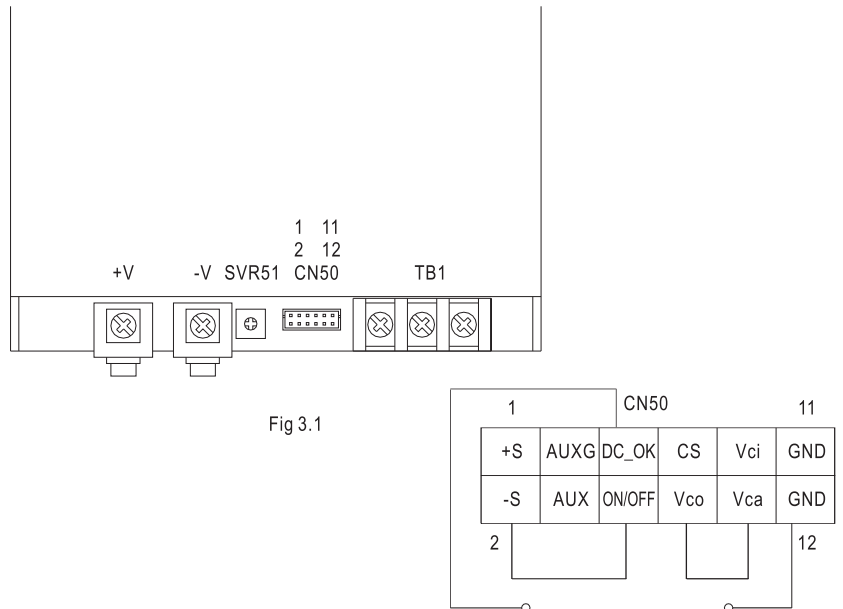 1 11
2 12
+V -V SVR51 CN50 TB1
Fig 3.1
1 CN50 11
+S AUXG DC_OK CS Vci GND
-S AUX ON/OFF Vco Vca GND
2 12